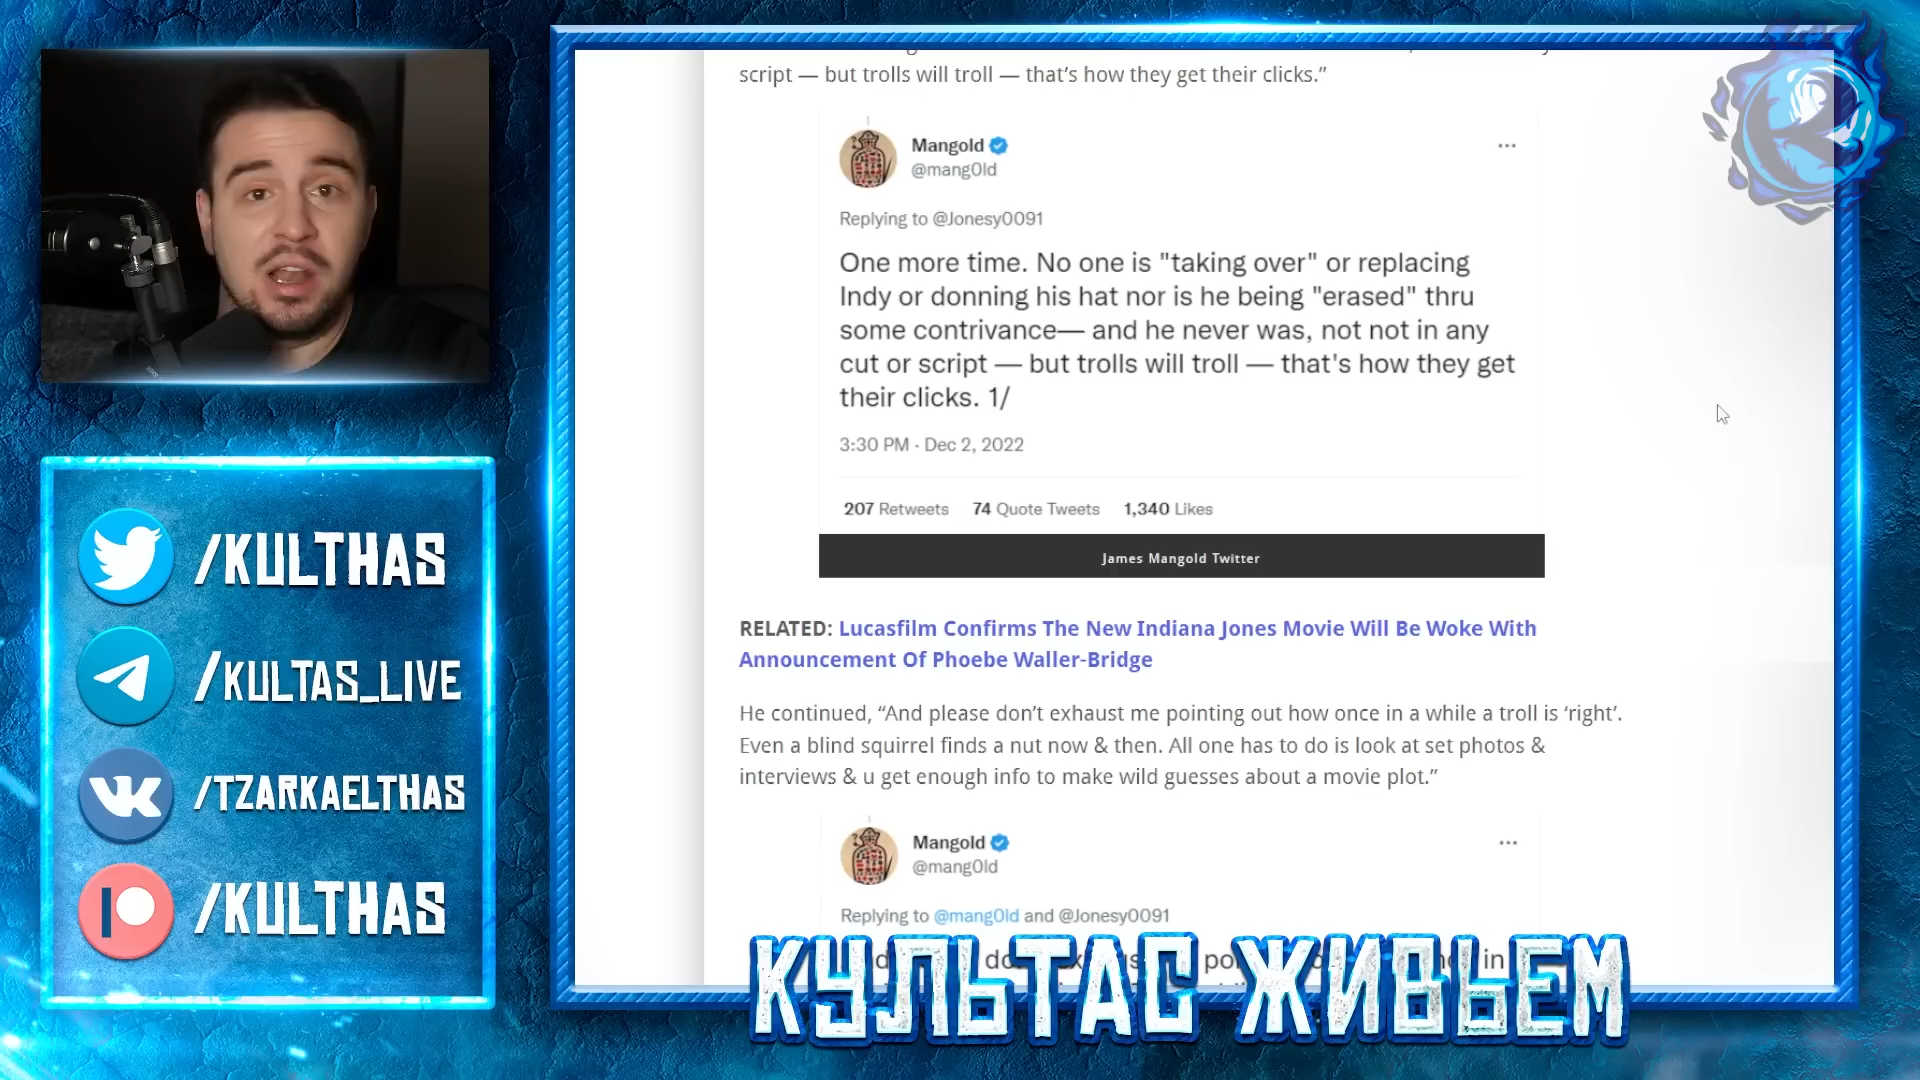 script — but trolls will troll — that's how they get their clicks.”
Mangold
@mang0ld
Replying to @Jonesy0091
One more time. No one is "taking over" or replacing
Indy or donning his hat nor is he being "erased" thru
some contrivance— and he never was, not not in any
cut or script — but trolls will troll — that's how they get
their clicks. 1/
3:30 PM · Dec 2, 2022
207 Retweets 74 Quote Tweets 1,340 Likes
James Mangold Twitter
RELATED: Lucasfilm Confirms The New Indiana Jones Movie Will Be Woke With
Announcement Of Phoebe Waller-Bridge
He continued, “And please don't exhaust me pointing out how once in a while a troll is ‘right’.
Even a blind squirrel finds a nut now & then. All one has to do is look at set photos &
interviews & u get enough info to make wild guesses about a movie plot.”
Mangold
@mang0ld
Replying to @mang0ld and @Jonesy0091
/KULTHAS
/KULTAS_LIVE
/TZARKAELTHAS
/KULTHAS
КУЛЬТАС ЖИВЬЕМ